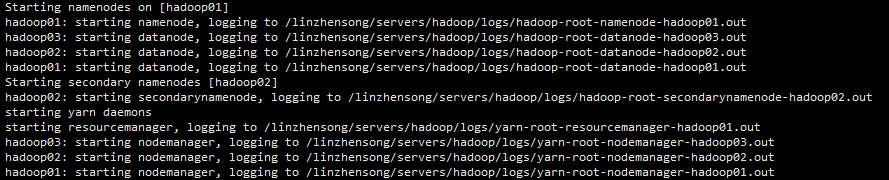 Starting namenodes on [hadoop01]
hadoop01: starting namenode, logging to /linzhensong/servers/hadoop/logs/hadoop-root-namenode-hadoop01.out
hadoop03: starting datanode, logging to /linzhensong/servers/hadoop/logs/hadoop-root-datanode-hadoop03.out
hadoop02: starting datanode, logging to /linzhensong/servers/hadoop/logs/hadoop-root-datanode-hadoop02.out
hadoop01: starting datanode, logging to /linzhensong/servers/hadoop/logs/hadoop-root-datanode-hadoop01.out
Starting secondary namenodes [hadoop02]
hadoop02: starting secondarynamenode, logging to /linzhensong/servers/hadoop/logs/hadoop-root-secondarynamenode-hadoop02.out
starting yarn daemons
starting resourcemanager, logging to /linzhensong/servers/hadoop/logs/yarn-root-resourcemanager-hadoop01.out
hadoop03: starting nodemanager, logging to /linzhensong/servers/hadoop/logs/yarn-root-nodemanager-hadoop03.out
hadoop02: starting nodemanager, logging to /linzhensong/servers/hadoop/logs/yarn-root-nodemanager-hadoop02.out
hadoop01: starting nodemanager, logging to /linzhensong/servers/hadoop/logs/yarn-root-nodemanager-hadoop01.out